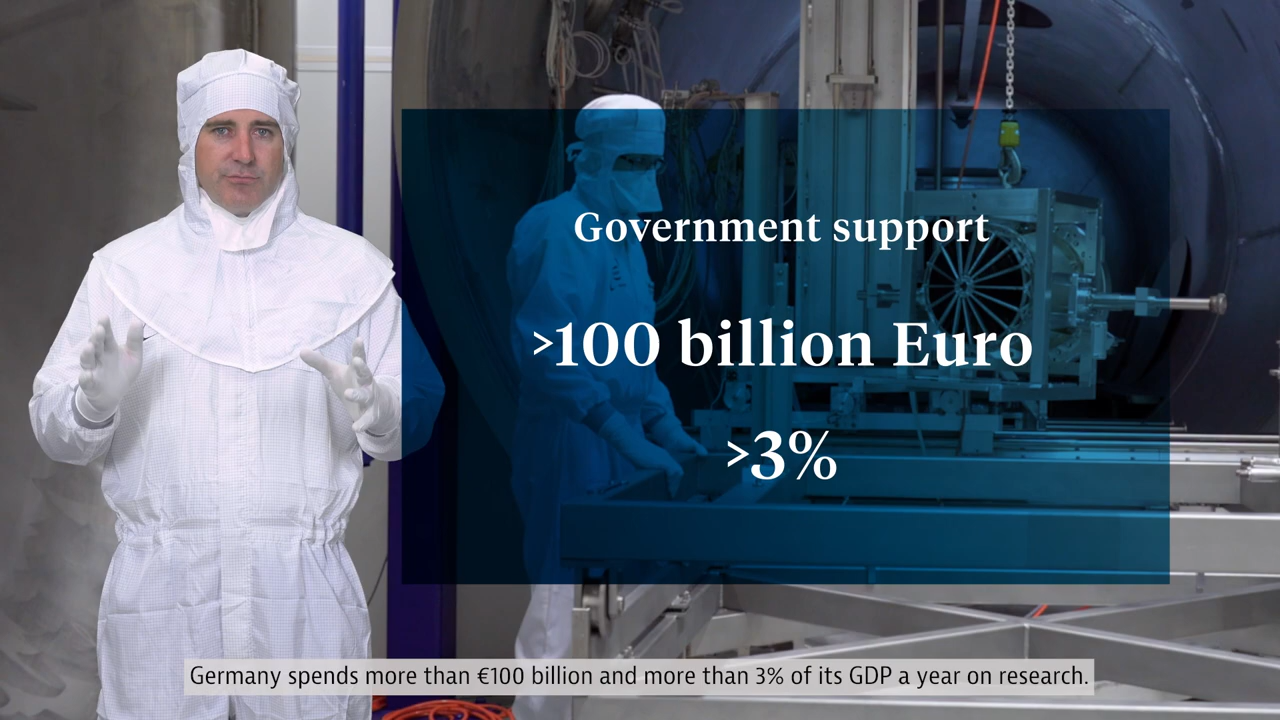 Government support
>100 billion Euro
>3%
Germany spends more than €100 billion and more than 3% of its GDP a year on research.